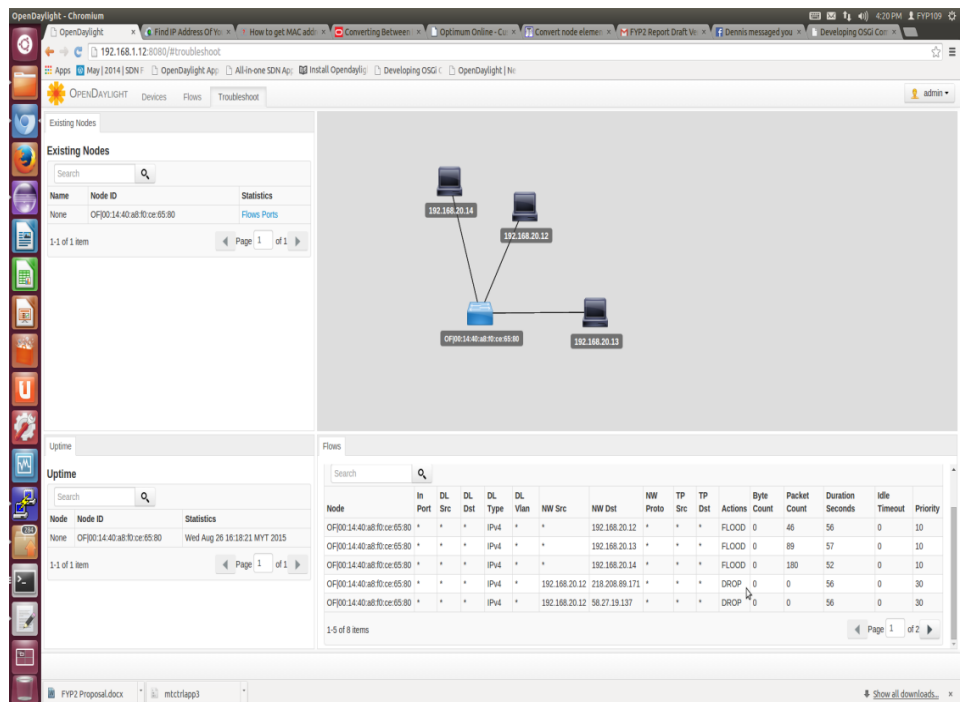 OpenDaylight - Chromium
4:20 PM FYP109
OpenDaylight
Find IP Address Of Yo
How to get MAC addr
Converting Between
Optimum Online - Cu
Convert node elemen
FYP2 Report Draft Ve
Dennis messaged you
Developing OSGi Com
192.168.1.12:8080/#troubleshoot
Apps
May | 2014 | SDN F
OpenDaylight App
All-in-one SDN App
Install Opendaylig
Developing OSGi C
OpenDaylight | Ne
OPENDAYLIGHT Devices Flows Troubleshoot
admin
Existing Nodes
Existing Nodes
Search
Name Node ID Statistics
None OF|00:14:40:a8:f0:ce:65:80 Flows Ports
1-1 of 1 item Page 1 of 1
192.168.20.14
192.168.20.12
OF|00:14:40:a8:f0:ce:65:80
192.168.20.13
Uptime
Uptime
Search
Node Node ID Statistics
None OF|00:14:40:a8:f0:ce:65:80 Wed Aug 26 16:18:21 MYT 2015
1-1 of 1 item Page 1 of 1
Flows
Search
Node In Port DL Src DL Dst DL Type DL Vlan NW Src NW Dst NW Proto TP Src TP Dst Actions Byte Count Packet Count Duration Seconds Idle Timeout Priority
OF|00:14:40:a8:f0:ce:65:80 * * * IPv4 * * 192.168.20.12 * * * FLOOD 0 46 56 0 10
OF|00:14:40:a8:f0:ce:65:80 * * * IPv4 * * 192.168.20.13 * * * FLOOD 0 89 57 0 10
OF|00:14:40:a8:f0:ce:65:80 * * * IPv4 * * 192.168.20.14 * * * FLOOD 0 180 52 0 10
OF|00:14:40:a8:f0:ce:65:80 * * * IPv4 * 192.168.20.12 218.208.89.171 * * * DROP 0 0 56 0 30
OF|00:14:40:a8:f0:ce:65:80 * * * IPv4 * 192.168.20.12 58.27.19.137 * * * DROP 0 0 56 0 30
1-5 of 8 items Page 1 of 2
FYP2 Proposal.docx
mtctrlapp3
Show all downloads...